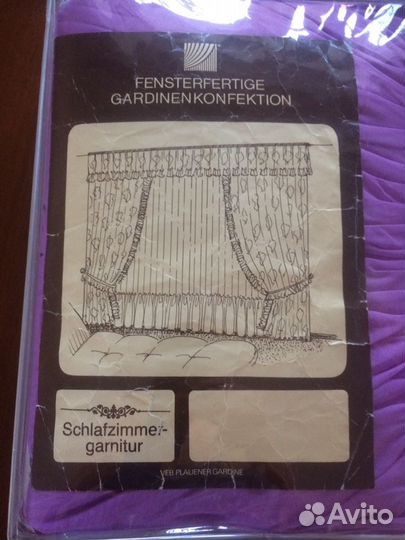 FENSTERFERTIGE
GARDINENKONFEKTION
Schlafzimmer-
garnitur
VEB PLAUENER GARDINE
Avito